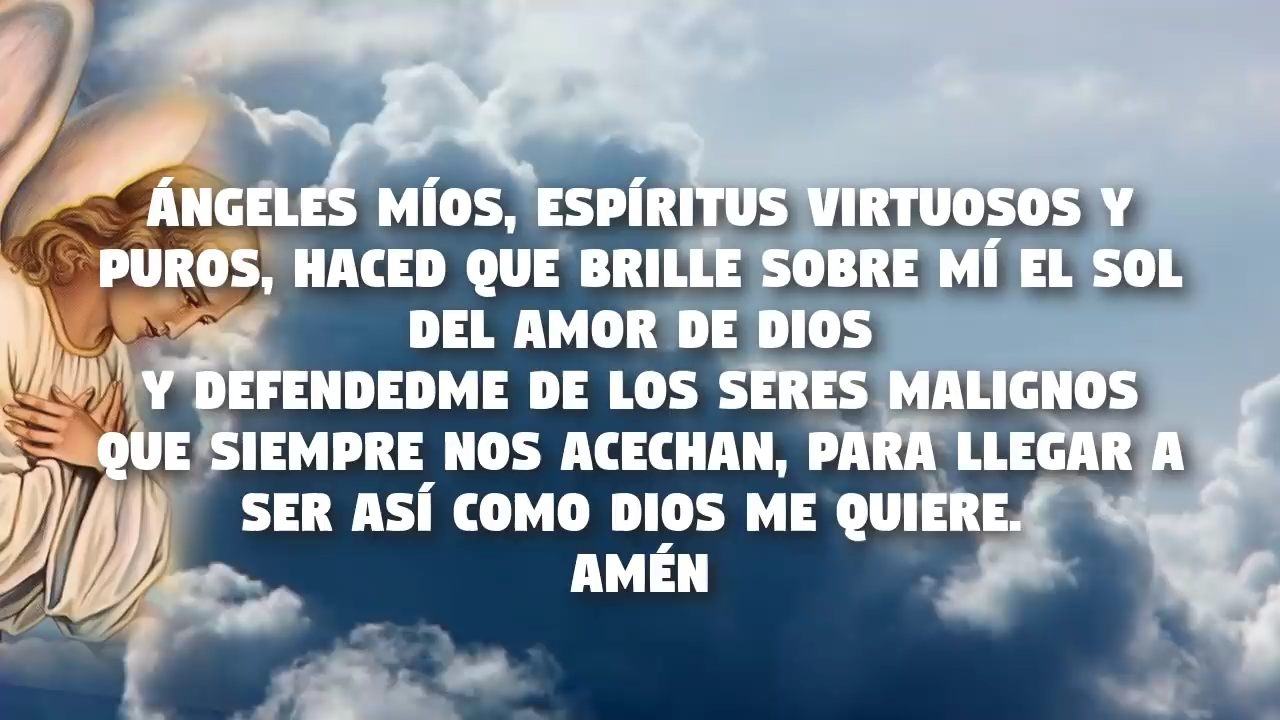 ÁNGELES MÍOS, ESPÍRITUS VIRTUOSOS Y
PUROS, HACED QUE BRILLE SOBRE MÍ EL SOL
DEL AMOR DE DIOS
Y DEFENDEDME DE LOS SERES MALIGNOS
QUE SIEMPRE NOS ACECHAN, PARA LLEGAR A
SER ASÍ COMO DIOS ME QUIERE.
AMÉN